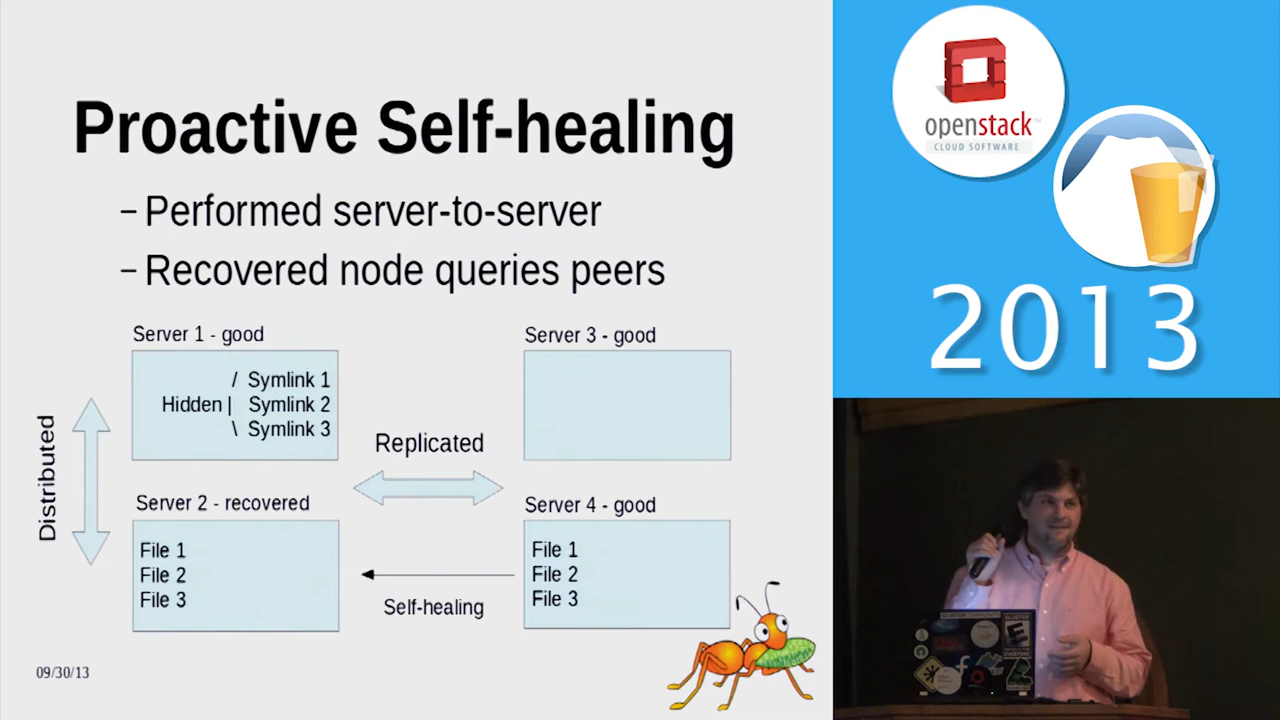 Proactive Self-healing
– Performed server-to-server
– Recovered node queries peers
Server 1 - good
/ Symlink 1
Hidden | Symlink 2
\ Symlink 3
Server 3 - good
Distributed
Replicated
Server 2 - recovered
File 1
File 2
File 3
Server 4 - good
File 1
File 2
File 3
Self-healing
09/30/13
openstack
CLOUD SOFTWARE
2013
GLUSTER
E
EVERYONE